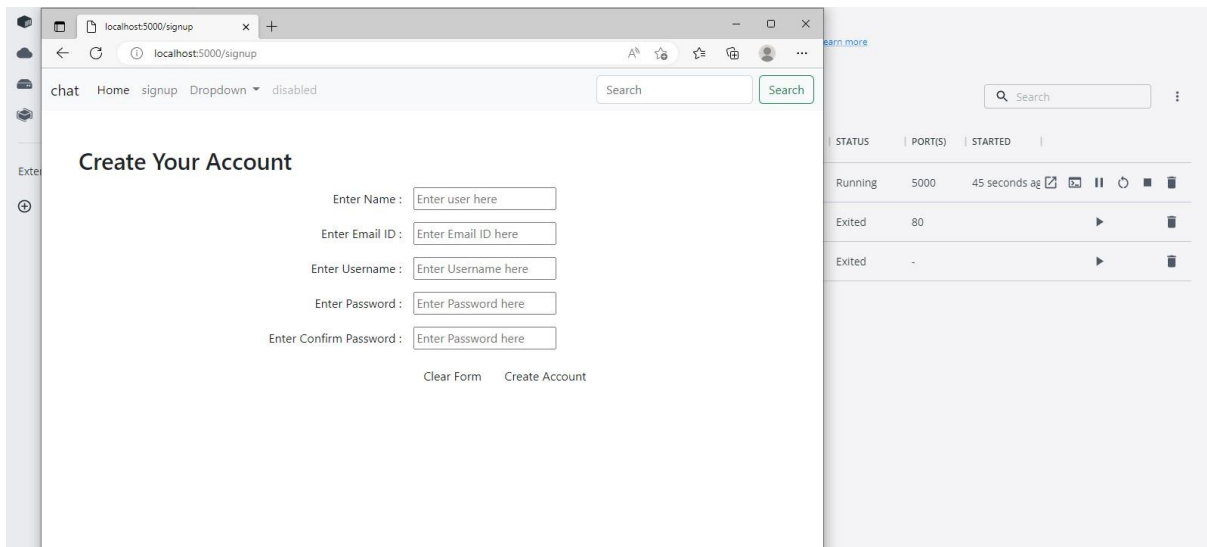 localhost:5000/signup
localhost:5000/signup
earn more
chat Home signup Dropdown disabled Search Search
Search
Create Your Account
STATUS PORT(S) STARTED
Exte
Running 5000 45 seconds ag
Enter Name : Enter user here
Exited 80
Enter Email ID : Enter Email ID here
Exited -
Enter Username : Enter Username here
Enter Password : Enter Password here
Enter Confirm Password : Enter Password here
Clear Form Create Account